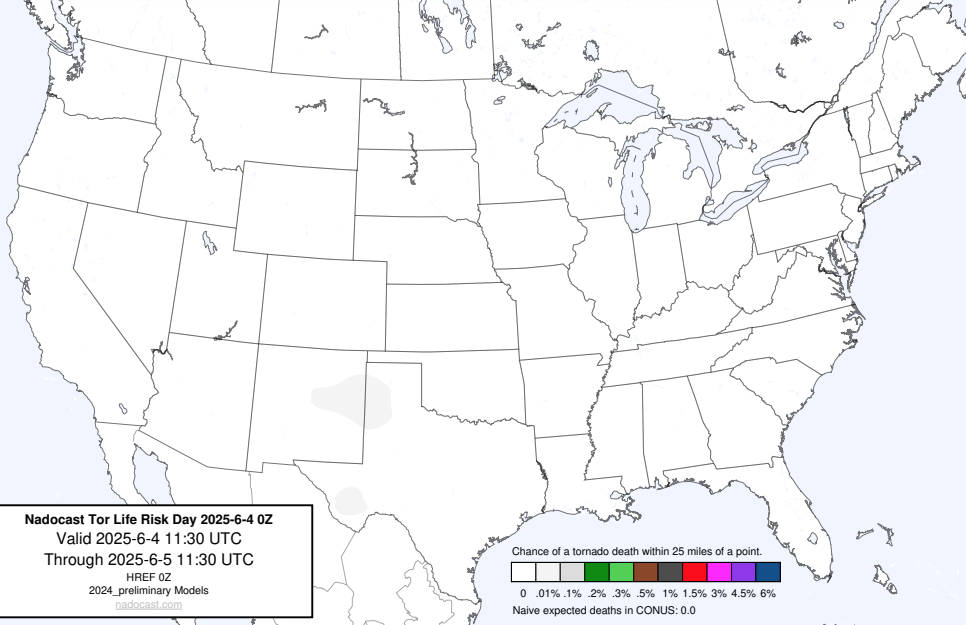 Nadocast Tor Life Risk Day 2025-6-4 0Z
Valid 2025-6-4 11:30 UTC
Through 2025-6-5 11:30 UTC
HREF 0Z
2024_preliminary Models
nadocast.com
Chance of a tornado death within 25 miles of a point.
0 .01% .1% .2% .3% .5% 1% 1.5% 3% 4.5% 6%
Naive expected deaths in CONUS: 0.0